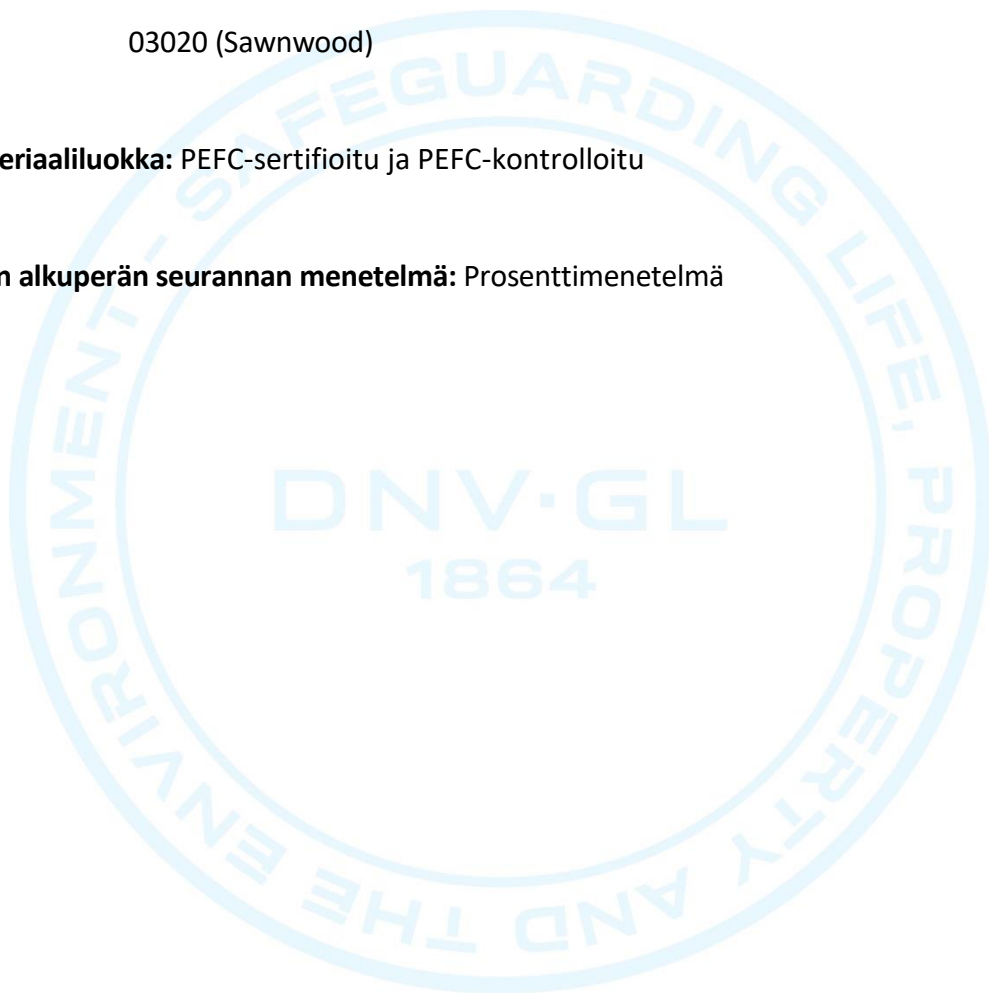 03020 (Sawnwood)
eriaaliluokka: PEFC-sertifioitu ja PEFC-kontrolloitu
n alkuperän seurannan menetelmä: Prosenttimenetelmä
SAFEGUARDING LIFE, PROPERTY AND THE ENVIRONMENT
DNV·GL
1864